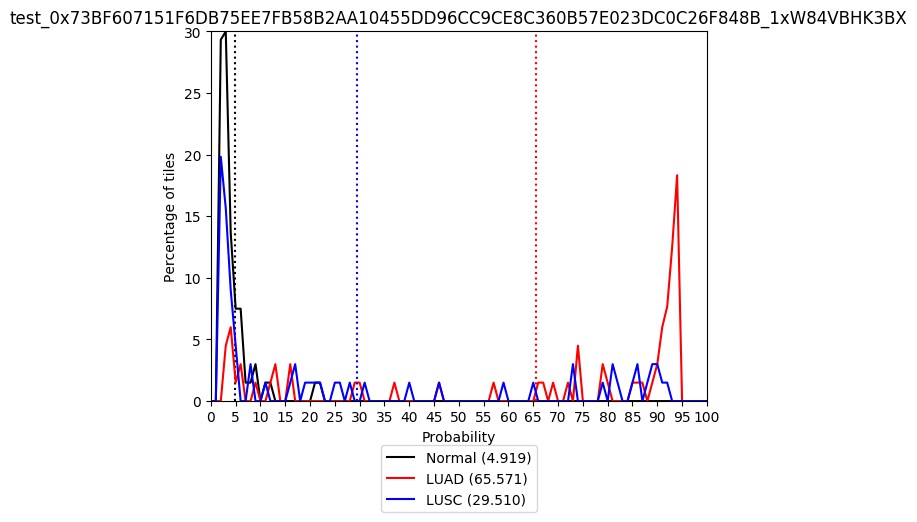 test_0x73BF607151F6DB75EE7FB58B2AA10455DD96CC9CE8C360B57E023DC0C26F848B_1xW84VBHK3BX
30
25
20
15
10
5
0
Percentage of tiles
0 5 10 15 20 25 30 35 40 45 50 55 60 65 70 75 80 85 90 95 100
Probability
Normal (4.919)
LUAD (65.571)
LUSC (29.510)